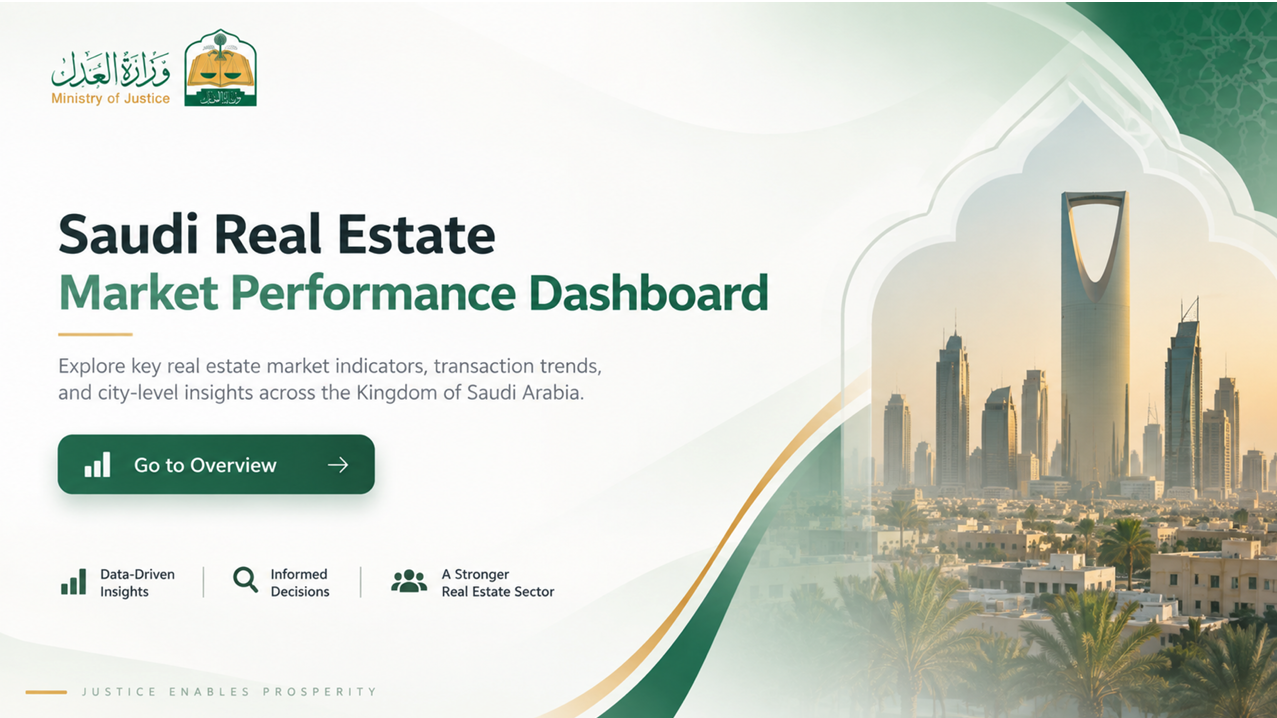 وزارة العدل
Ministry of Justice
Saudi Real Estate
Market Performance Dashboard
Explore key real estate market indicators, transaction trends,
and city-level insights across the Kingdom of Saudi Arabia.
Go to Overview
Data-Driven
Insights
Informed
Decisions
A Stronger
Real Estate Sector
JUSTICE ENABLES PROSPERITY